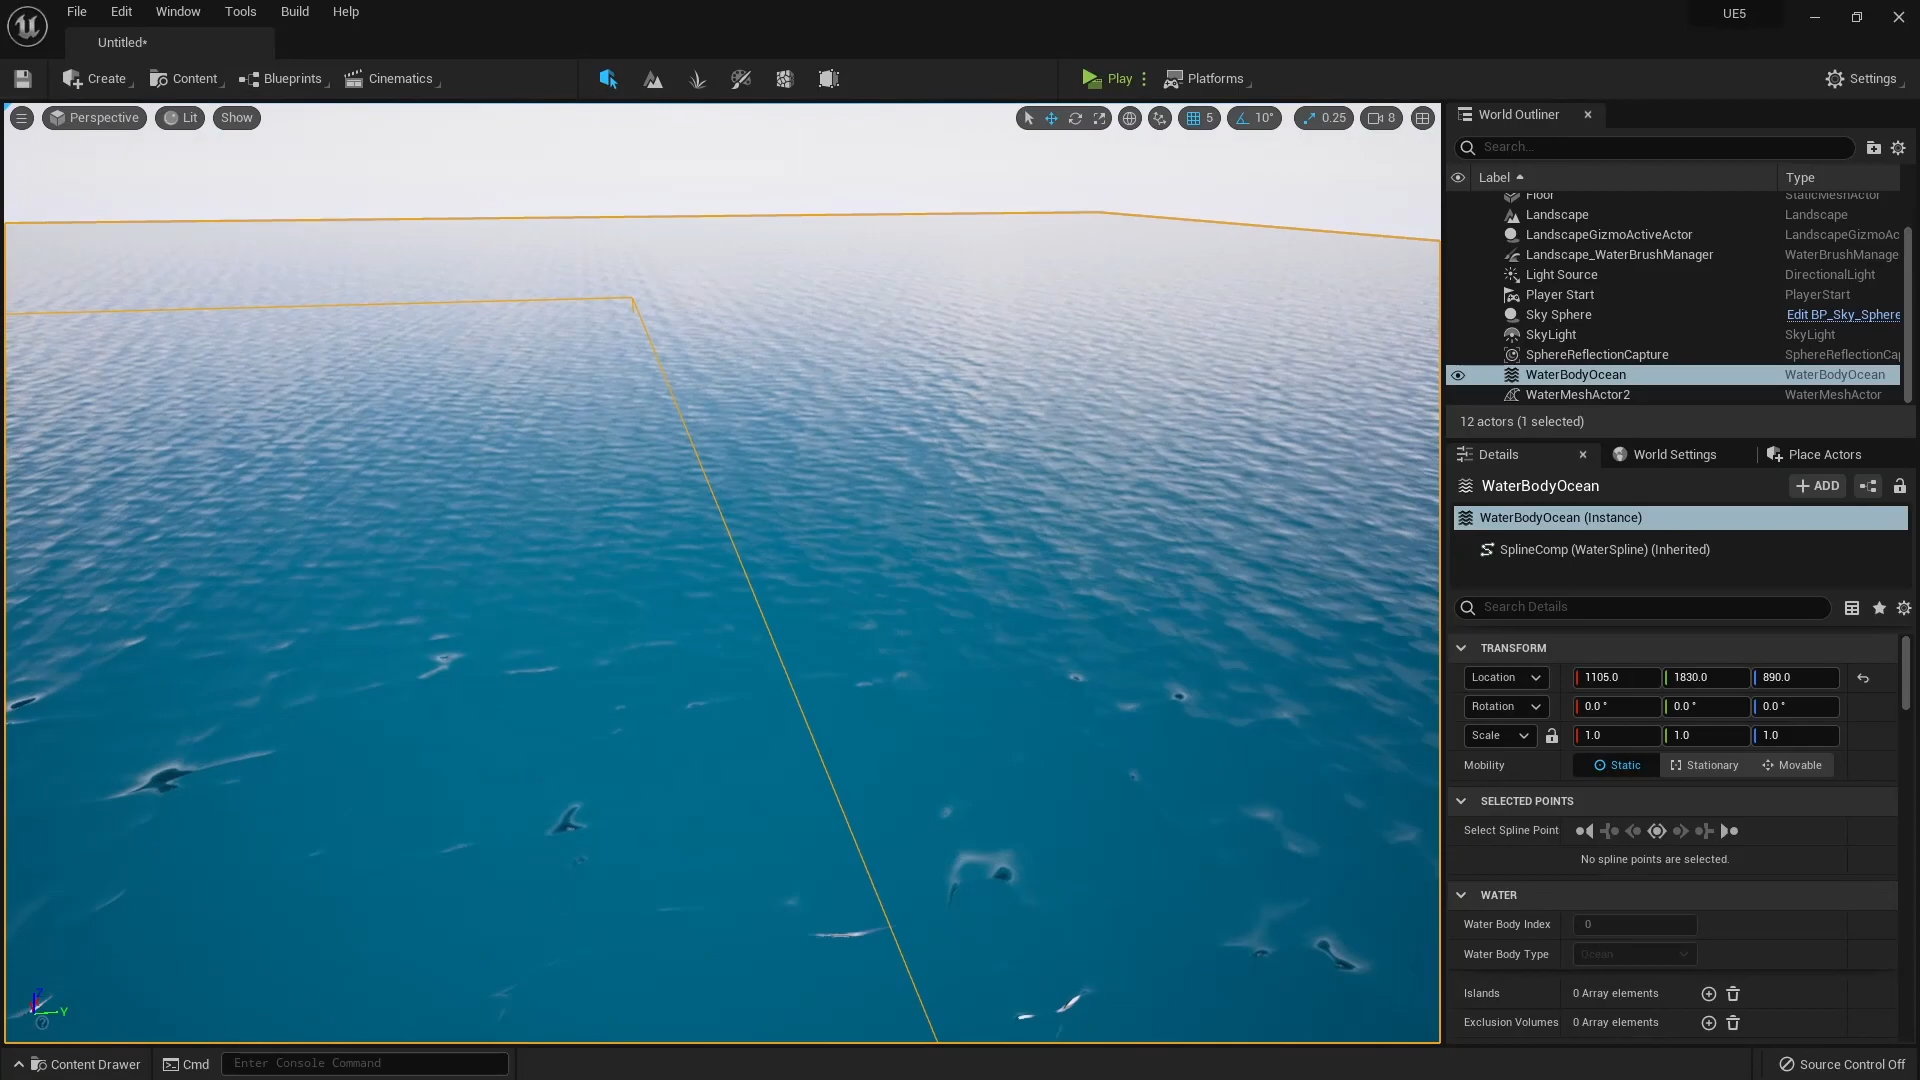 File Edit Window Tools Build Help
UE5
Untitled*
Create Content Blueprints Cinematics
Play Platforms
Settings
Perspective Lit Show
5 10° 0.25 8
World Outliner
Search...
Label Type
Floor StaticMeshActor
Landscape Landscape
LandscapeGizmoActiveActor LandscapeGizmoAc
Landscape_WaterBrushManager WaterBrushManage
Light Source DirectionalLight
Player Start PlayerStart
Sky Sphere Edit BP_Sky_Sphere
SkyLight SkyLight
SphereReflectionCapture SphereReflectionCap
WaterBodyOcean WaterBodyOcean
WaterMeshActor2 WaterMeshActor
12 actors (1 selected)
Details World Settings Place Actors
WaterBodyOcean
+ ADD
WaterBodyOcean (Instance)
SplineComp (WaterSpline) (Inherited)
Search Details
TRANSFORM
Location 1105.0 1830.0 890.0
Rotation 0.0 ° 0.0 ° 0.0 °
Scale 1.0 1.0 1.0
Mobility Static Stationary Movable
SELECTED POINTS
Select Spline Point
No spline points are selected.
WATER
Water Body Index 0
Water Body Type Ocean
Islands 0 Array elements
Exclusion Volumes 0 Array elements
Z
Y
Content Drawer Cmd Enter Console Command
Source Control Off